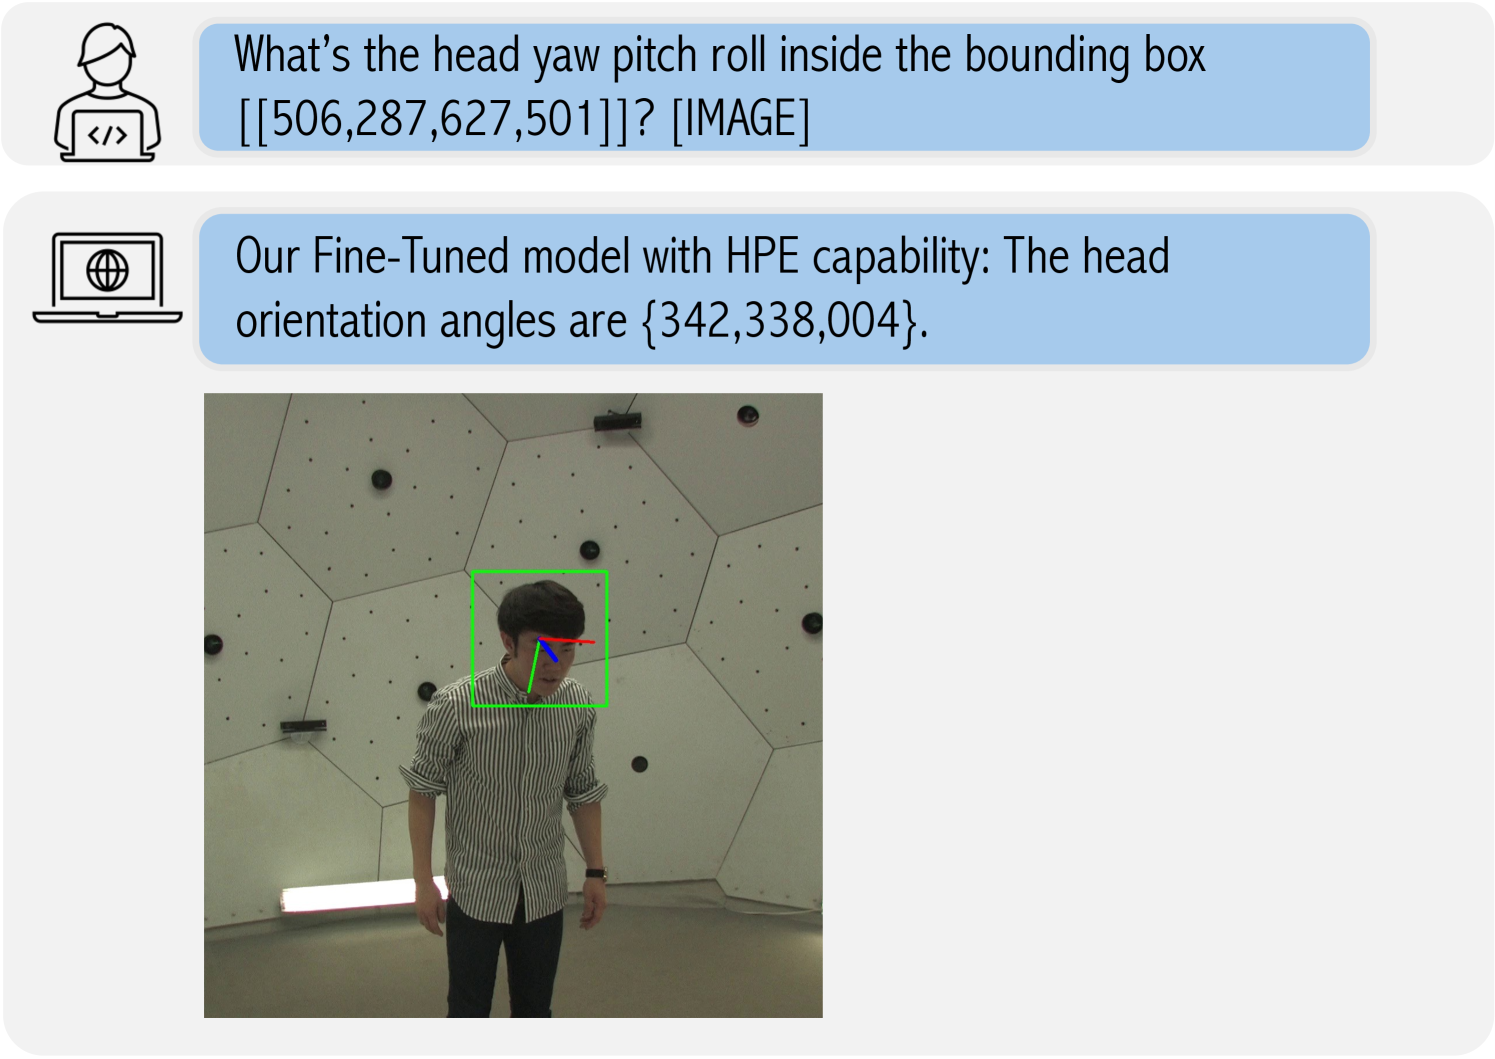 What's the head yaw pitch roll inside the bounding box
[[506,287,627,501]]? [IMAGE]
</>
Our Fine-Tuned model with HPE capability: The head
orientation angles are {342,338,004}.